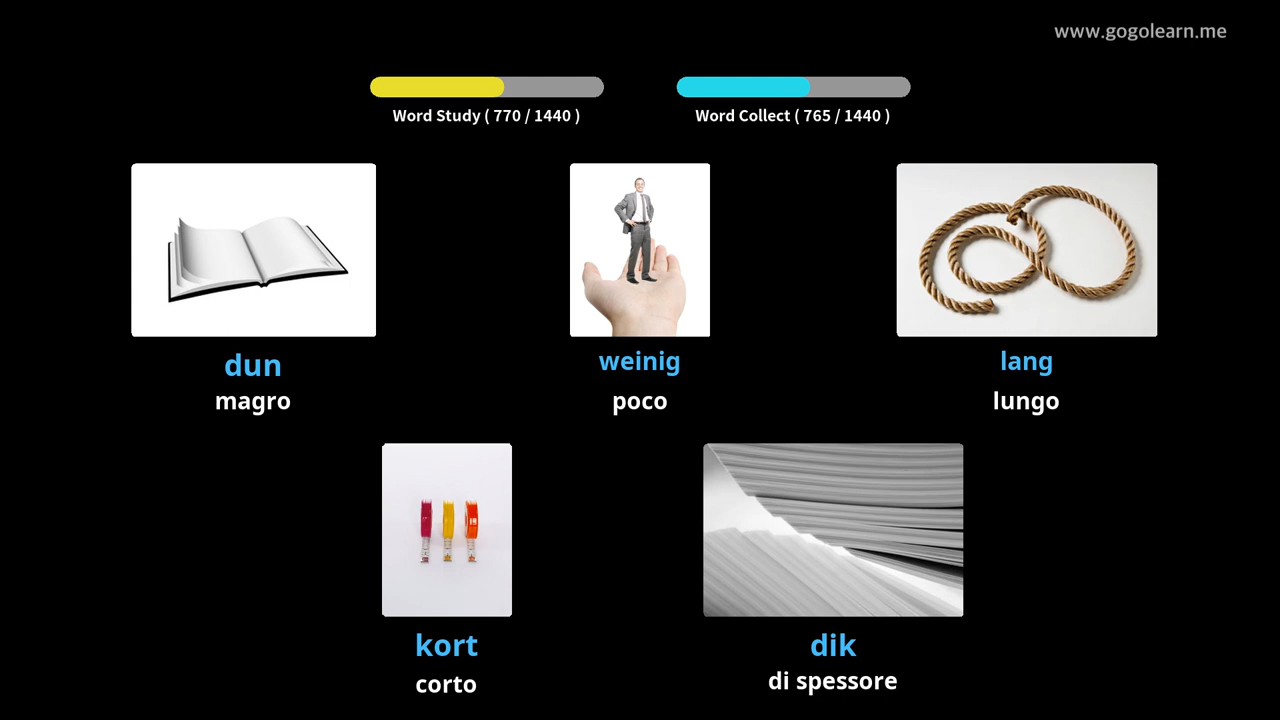 www.gogolearn.me
Word Study ( 770 / 1440 )
Word Collect ( 765 / 1440 )
dun
magro
weinig
poco
lang
lungo
kort
corto
dik
di spessore